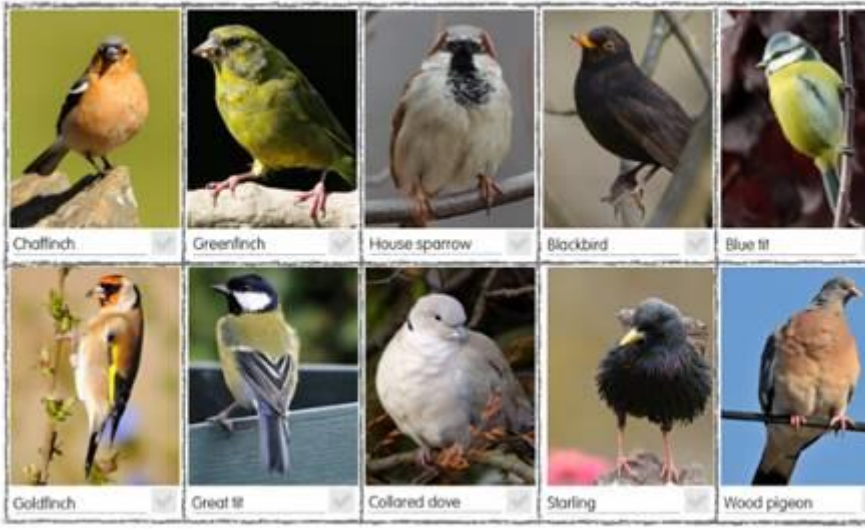 Chaffinch
Greenfinch
House sparrow
Blackbird
Blue tit
Goldfinch
Great tit
Collared dove
Starling
Wood pigeon